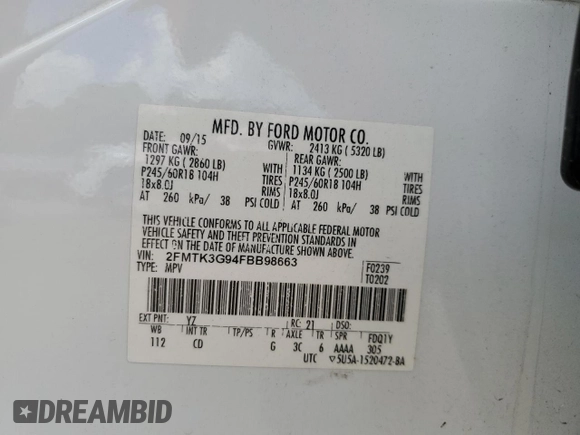 MFD. BY FORD MOTOR CO.
DATE: 09/15 GVWR: 2413 KG ( 5320 LB)
FRONT GAWR: REAR GAWR:
1297 KG ( 2860 LB) WITH 1134 KG ( 2500 LB) WITH
P245/60R18 104H TIRES P245/60R18 104H TIRES
18x8.0J RIMS 18x8.0J RIMS
AT 260 kPa/ 38 PSI COLD AT 260 kPa/ 38 PSI COLD
THIS VEHICLE CONFORMS TO ALL APPLICABLE FEDERAL MOTOR
VEHICLE SAFETY AND THEFT PREVENTION STANDARDS IN
EFFECT ON THE DATE OF MANUFACTURE SHOWN ABOVE.
VIN: 2FMTK3G94FBB98663 F0239
TYPE: MPV T0202
EXT PNT: YZ RC: 21 DSO:
WB INT TR TP/PS R AXLE TR SPR FDQ1Y
112 CD G 3C 6 AAAA 305
UTC ▽5U5A-1520472-BA
DREAMBID